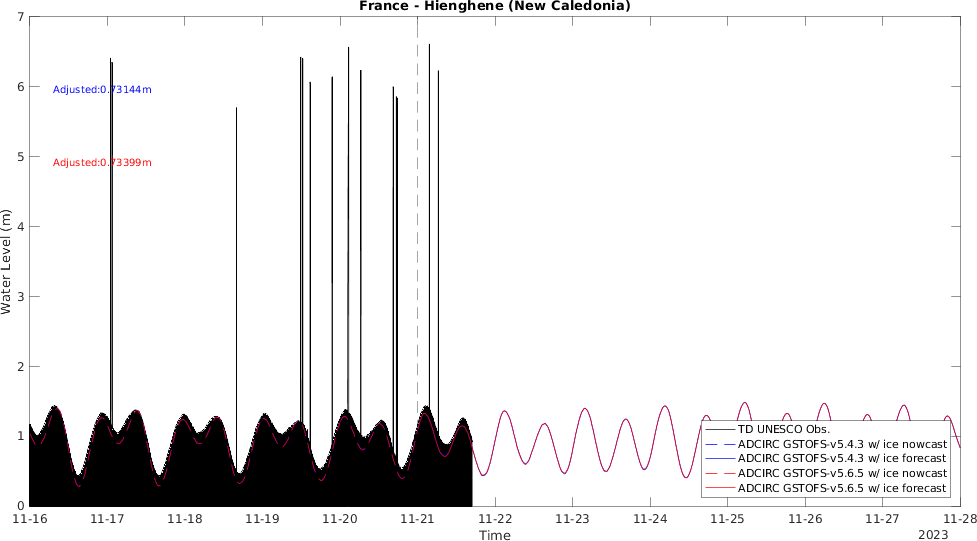 France - Hienghene (New Caledonia)
7
6
5
4
3
2
1
0
Water Level (m)
Adjusted:0.73144m
Adjusted:0.73399m
TD UNESCO Obs.
ADCIRC GSTOFS-v5.4.3 w/ ice nowcast
ADCIRC GSTOFS-v5.4.3 w/ ice forecast
ADCIRC GSTOFS-v5.6.5 w/ ice nowcast
ADCIRC GSTOFS-v5.6.5 w/ ice forecast
11-16 11-17 11-18 11-19 11-20 11-21 11-22 11-23 11-24 11-25 11-26 11-27 11-28
Time
2023